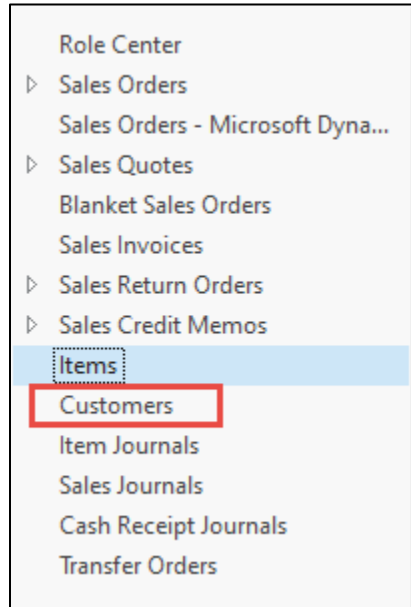 Role Center
Sales Orders
Sales Orders - Microsoft Dyna...
Sales Quotes
Blanket Sales Orders
Sales Invoices
Sales Return Orders
Sales Credit Memos
Items
Customers
Item Journals
Sales Journals
Cash Receipt Journals
Transfer Orders